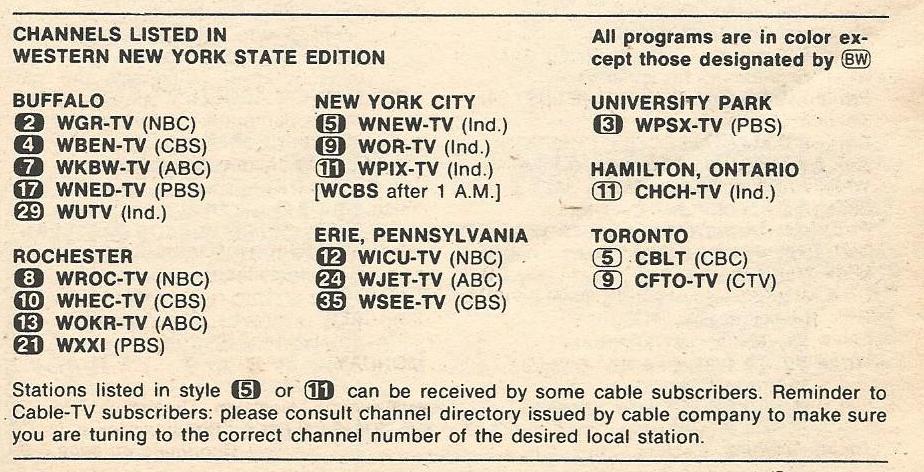 CHANNELS LISTED IN
WESTERN NEW YORK STATE EDITION
All programs are in color ex-
cept those designated by BW
BUFFALO
2 WGR-TV (NBC)
4 WBEN-TV (CBS)
7 WKBW-TV (ABC)
17 WNED-TV (PBS)
29 WUTV (Ind.)
ROCHESTER
8 WROC-TV (NBC)
10 WHEC-TV (CBS)
13 WOKR-TV (ABC)
21 WXXI (PBS)
NEW YORK CITY
5 WNEW-TV (Ind.)
9 WOR-TV (Ind.)
11 WPIX-TV (Ind.)
[WCBS after 1 A.M.]
ERIE, PENNSYLVANIA
12 WICU-TV (NBC)
24 WJET-TV (ABC)
35 WSEE-TV (CBS)
UNIVERSITY PARK
3 WPSX-TV (PBS)
HAMILTON, ONTARIO
11 CHCH-TV (Ind.)
TORONTO
5 CBLT (CBC)
9 CFTO-TV (CTV)
Stations listed in style 5 or 11 can be received by some cable subscribers. Reminder to
Cable-TV subscribers: please consult channel directory issued by cable company to make sure
you are tuning to the correct channel number of the desired local station.